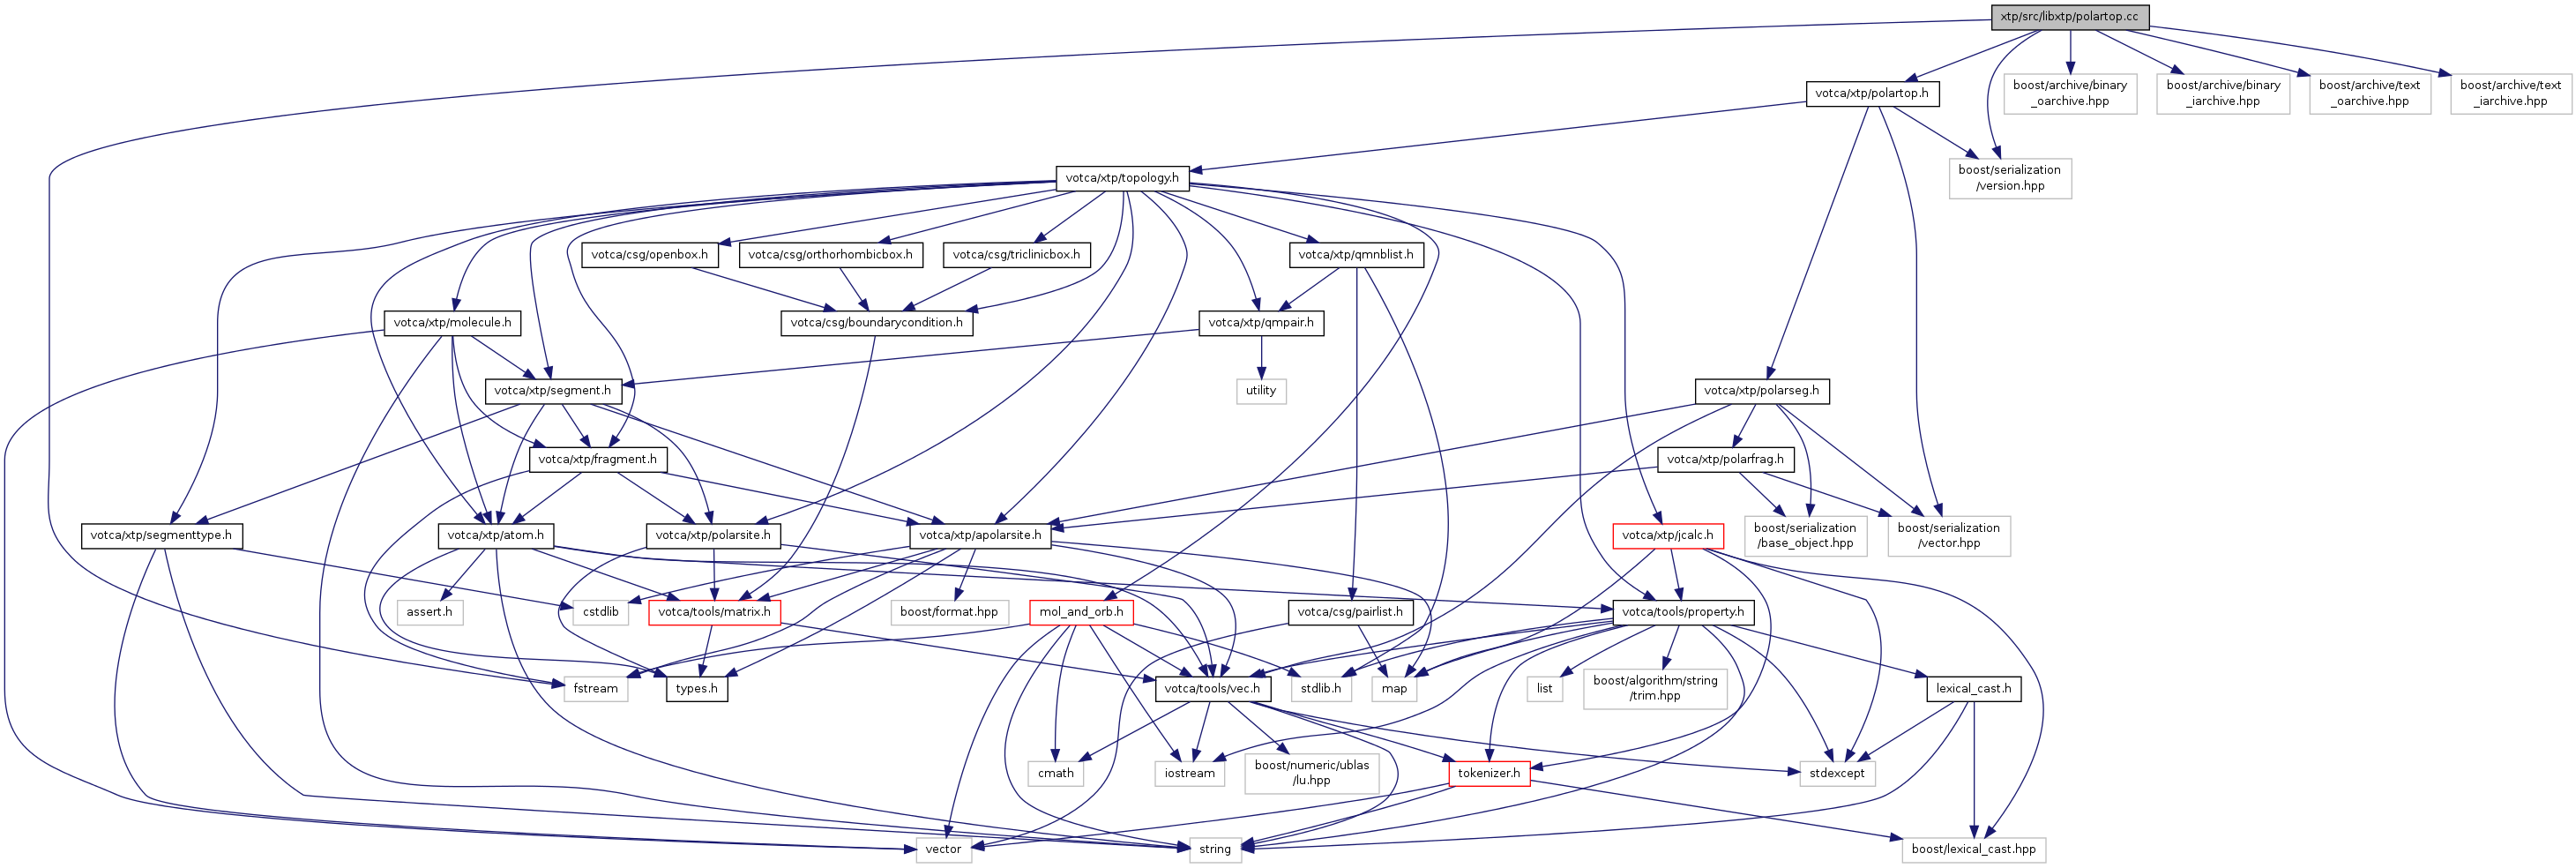 xtp/src/libxtp/polartop.cc
votca/xtp/polartop.h
boost/archive/binary
_oarchive.hpp
boost/archive/binary
_iarchive.hpp
boost/archive/text
_oarchive.hpp
boost/archive/text
_iarchive.hpp
votca/xtp/topology.h
boost/serialization
/version.hpp
votca/csg/openbox.h
votca/csg/orthorhombicbox.h
votca/csg/triclinicbox.h
votca/xtp/qmnblist.h
votca/xtp/molecule.h
votca/csg/boundarycondition.h
votca/xtp/qmpair.h
votca/xtp/segment.h
utility
votca/xtp/polarseg.h
votca/xtp/fragment.h
votca/xtp/polarfrag.h
votca/xtp/segmenttype.h
votca/xtp/atom.h
votca/xtp/polarsite.h
votca/xtp/apolarsite.h
votca/xtp/jcalc.h
boost/serialization
/base_object.hpp
boost/serialization
/vector.hpp
assert.h
cstdlib
votca/tools/matrix.h
boost/format.hpp
mol_and_orb.h
votca/csg/pairlist.h
votca/tools/property.h
fstream
types.h
votca/tools/vec.h
stdlib.h
map
list
boost/algorithm/string
/trim.hpp
lexical_cast.h
cmath
iostream
boost/numeric/ublas
/lu.hpp
tokenizer.h
stdexcept
vector
string
boost/lexical_cast.hpp